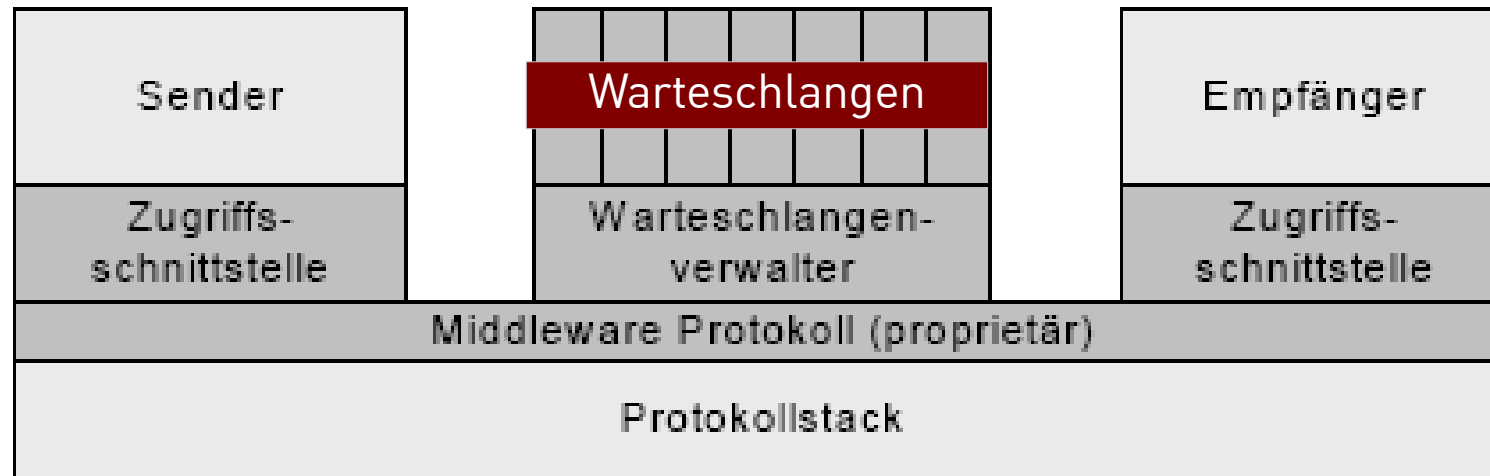 Sender
Warteschlangen
Empfänger
Zugriffs-
schnittstelle
Warteschlangen-
verwalter
Zugriffs-
schnittstelle
Middleware Protokoll (proprietär)
Protokollstack